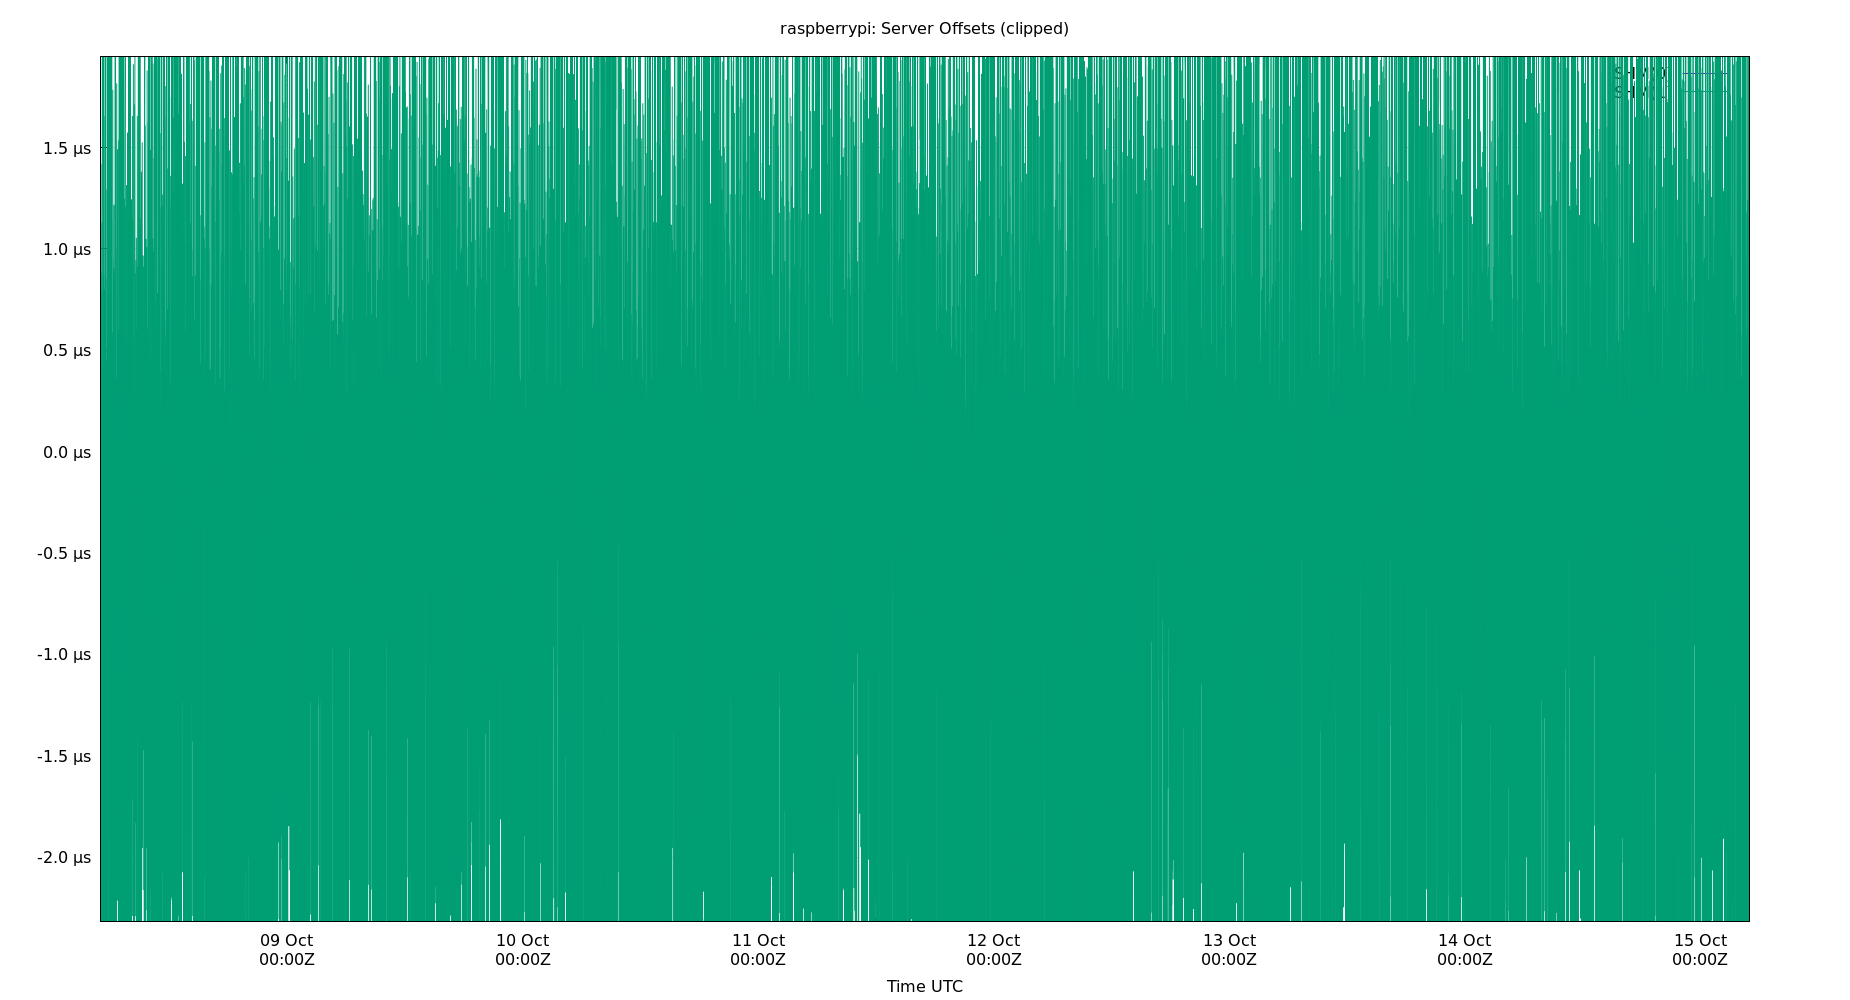 raspberrypi: Server Offsets (clipped)
1.5 µs
1.0 µs
0.5 µs
0.0 µs
-0.5 µs
-1.0 µs
-1.5 µs
-2.0 µs
09 Oct 10 Oct 11 Oct 12 Oct 13 Oct 14 Oct 15 Oct
00:00Z 00:00Z 00:00Z 00:00Z 00:00Z 00:00Z 00:00Z
Time UTC